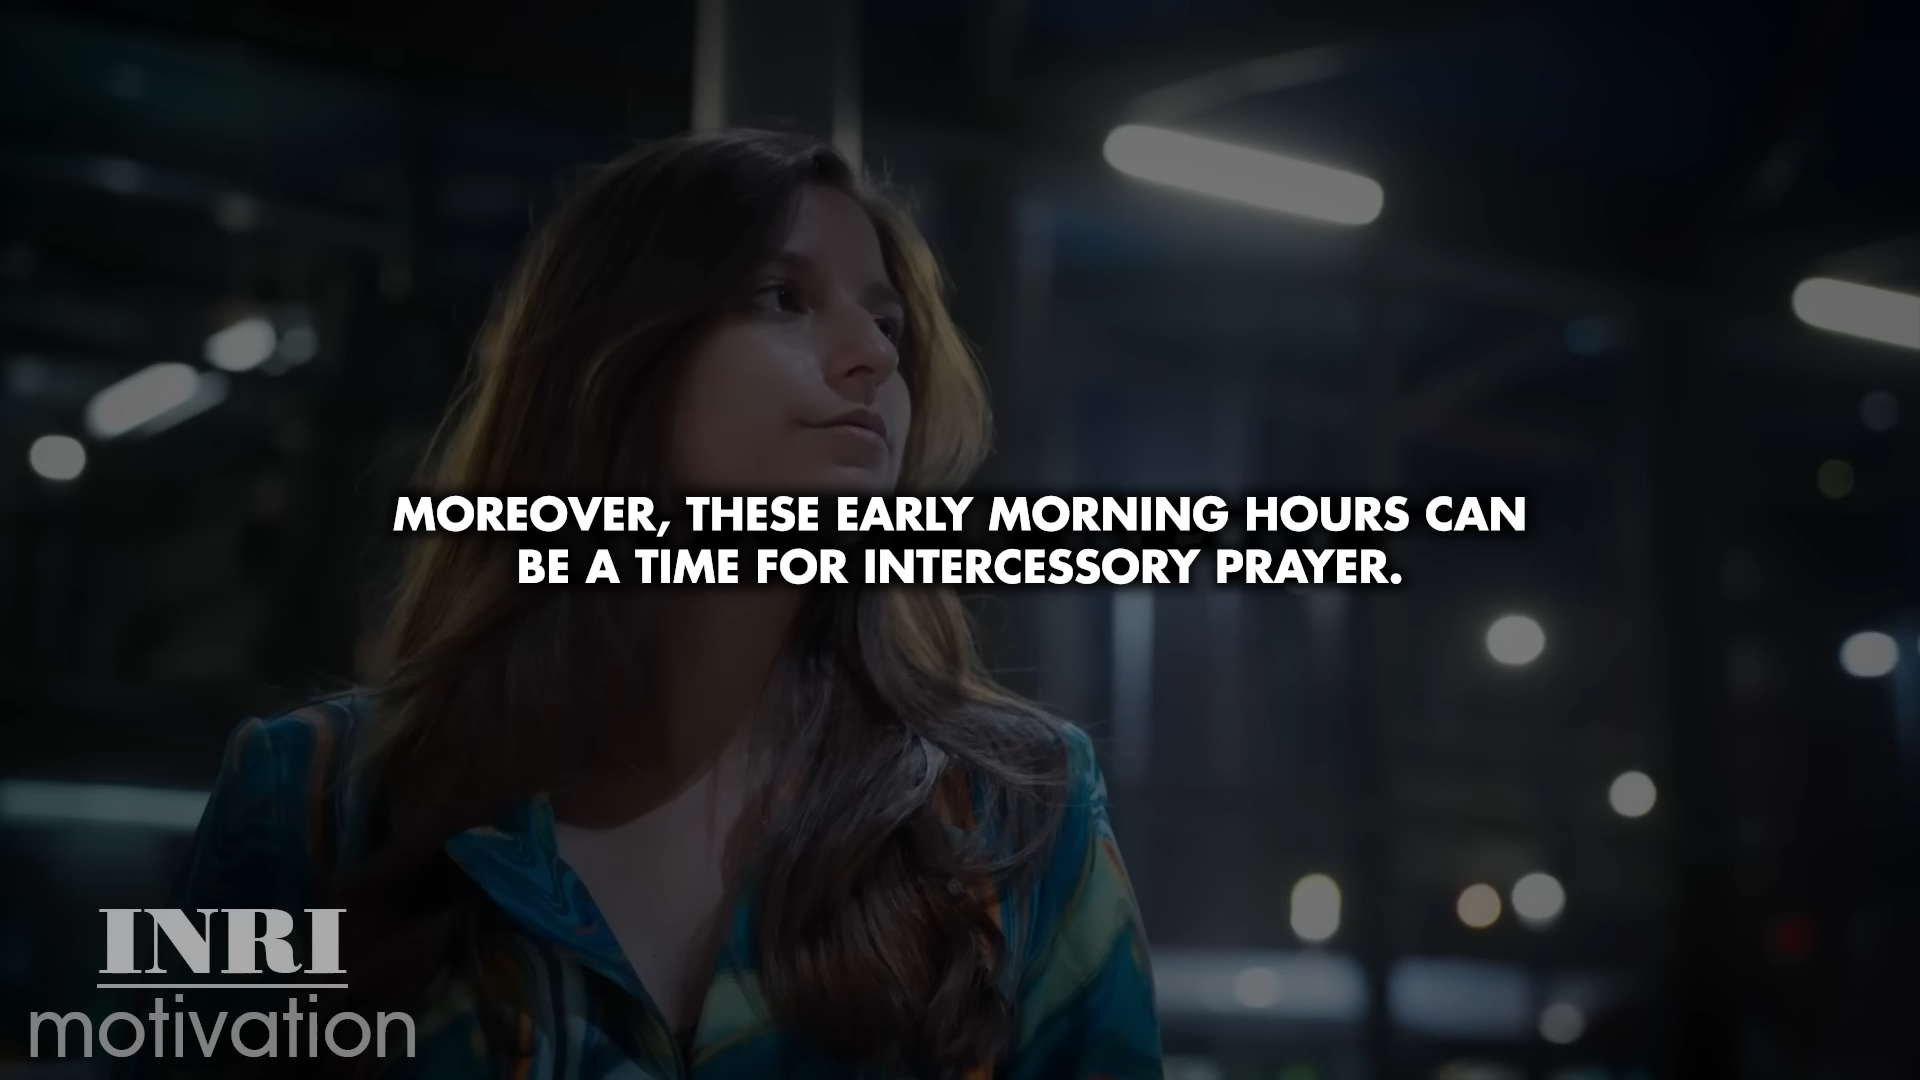 MOREOVER, THESE EARLY MORNING HOURS CAN
BE A TIME FOR INTERCESSORY PRAYER.
INRI
motivation